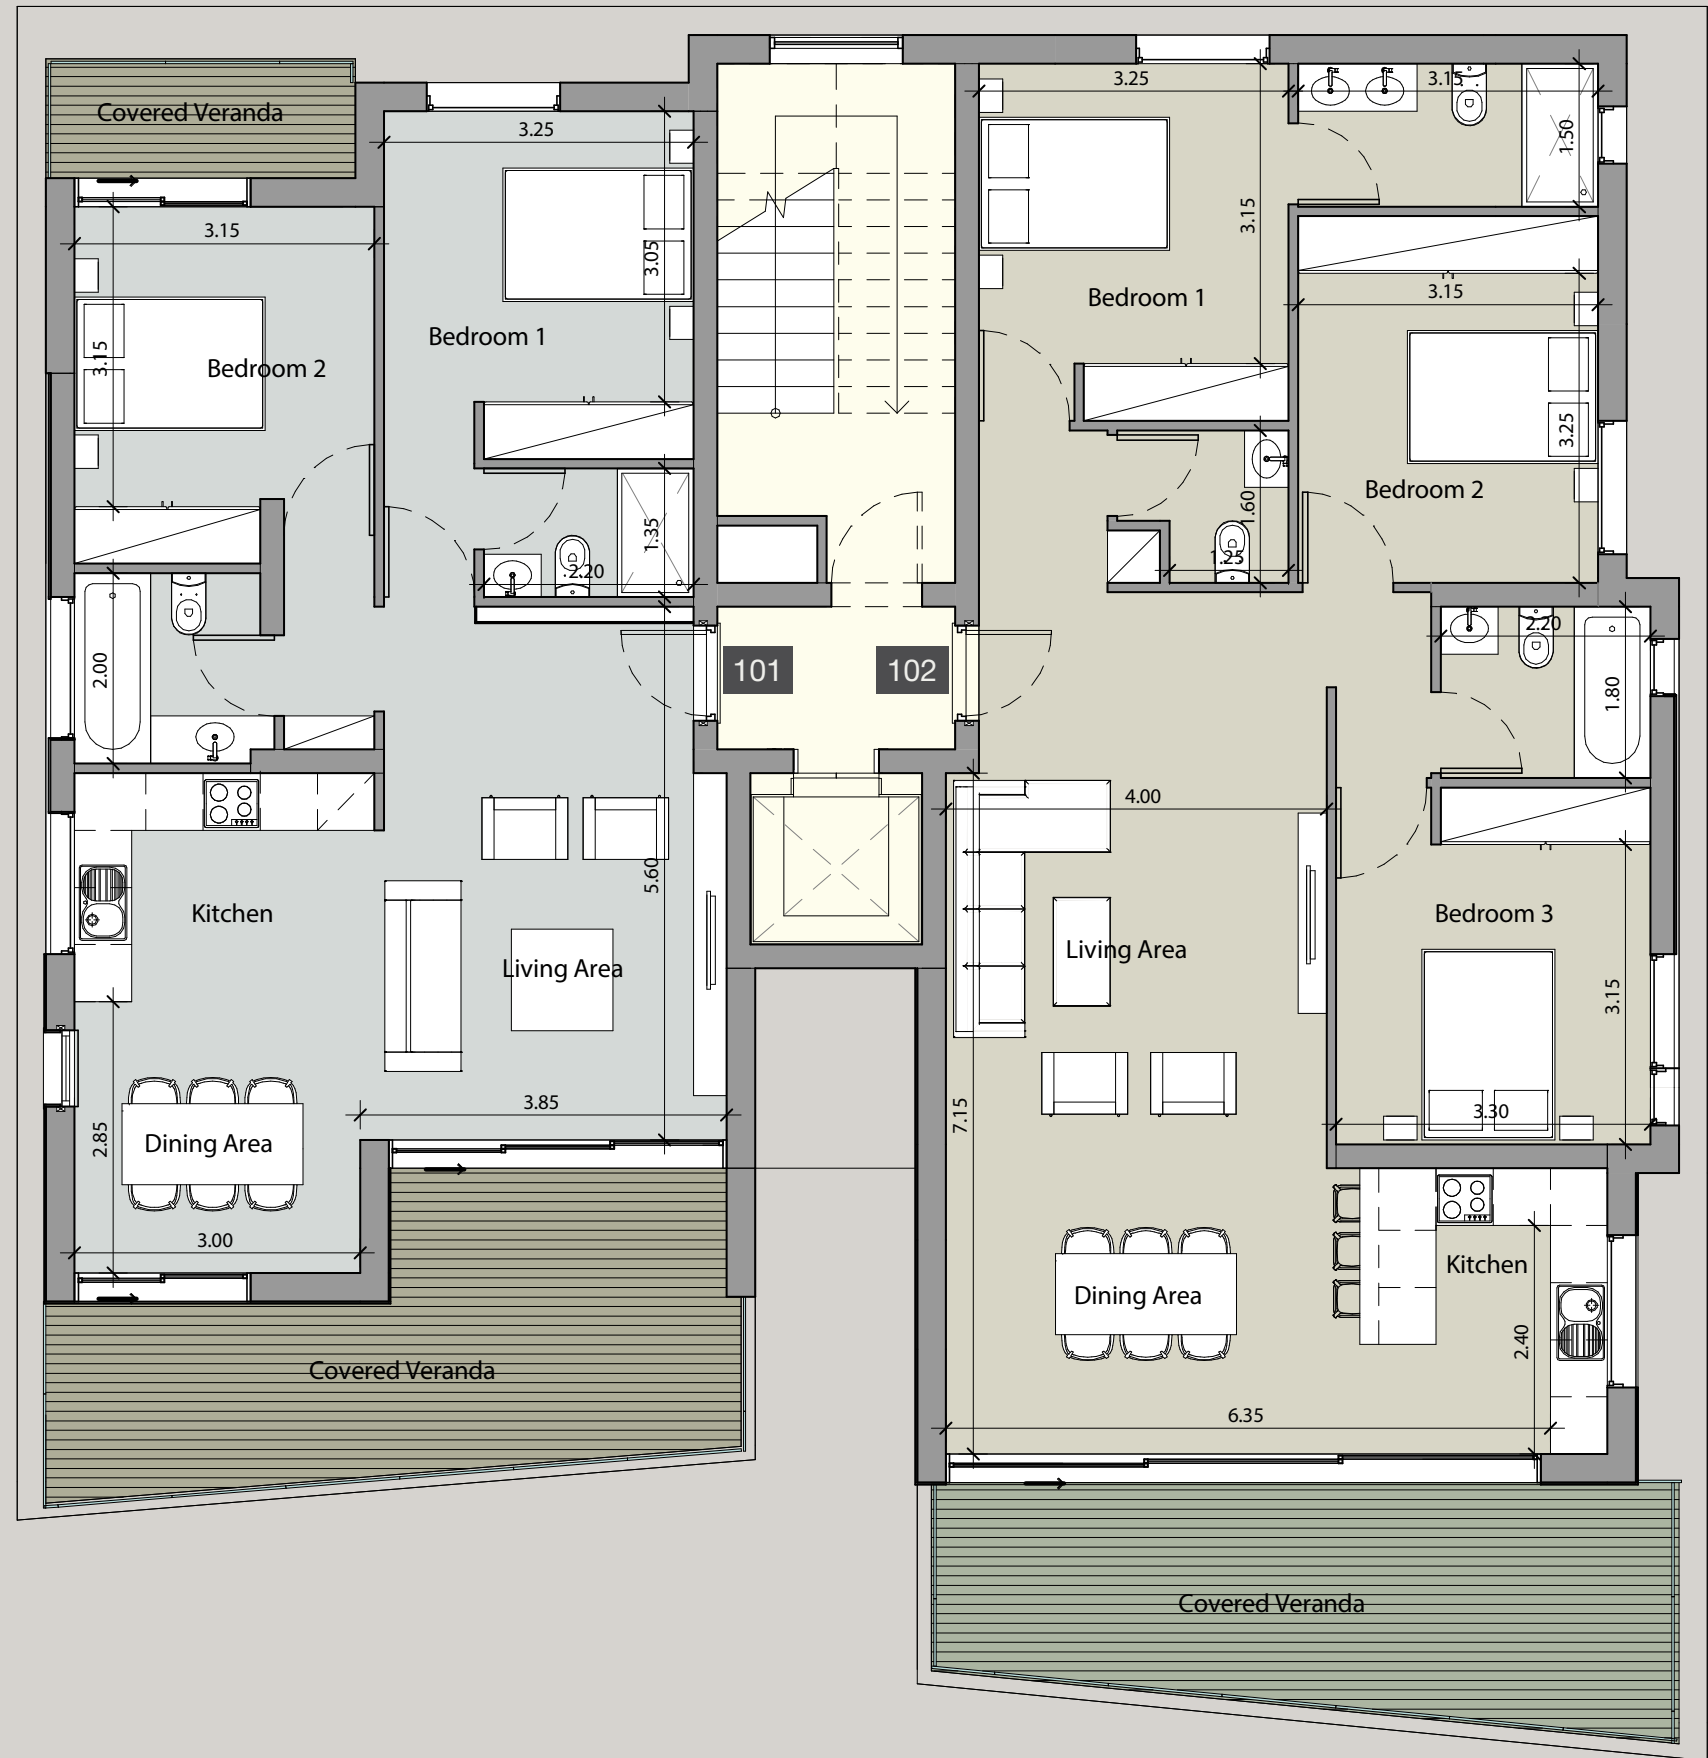 Covered Veranda
3.25
3.15
3.05
Bedroom 1
Bedroom 2
3.15
1.35
2.20
2.00
101
102
Kitchen
5.60
Living Area
3.85
2.85
Dining Area
3.00
Covered Veranda
3.25
3.15
1.50
3.15
Bedroom 1
3.15
Bedroom 2
3.25
1.60
1.25
2.20
1.80
4.00
Living Area
Bedroom 3
3.15
3.30
7.15
Dining Area
Kitchen
2.40
6.35
Covered Veranda